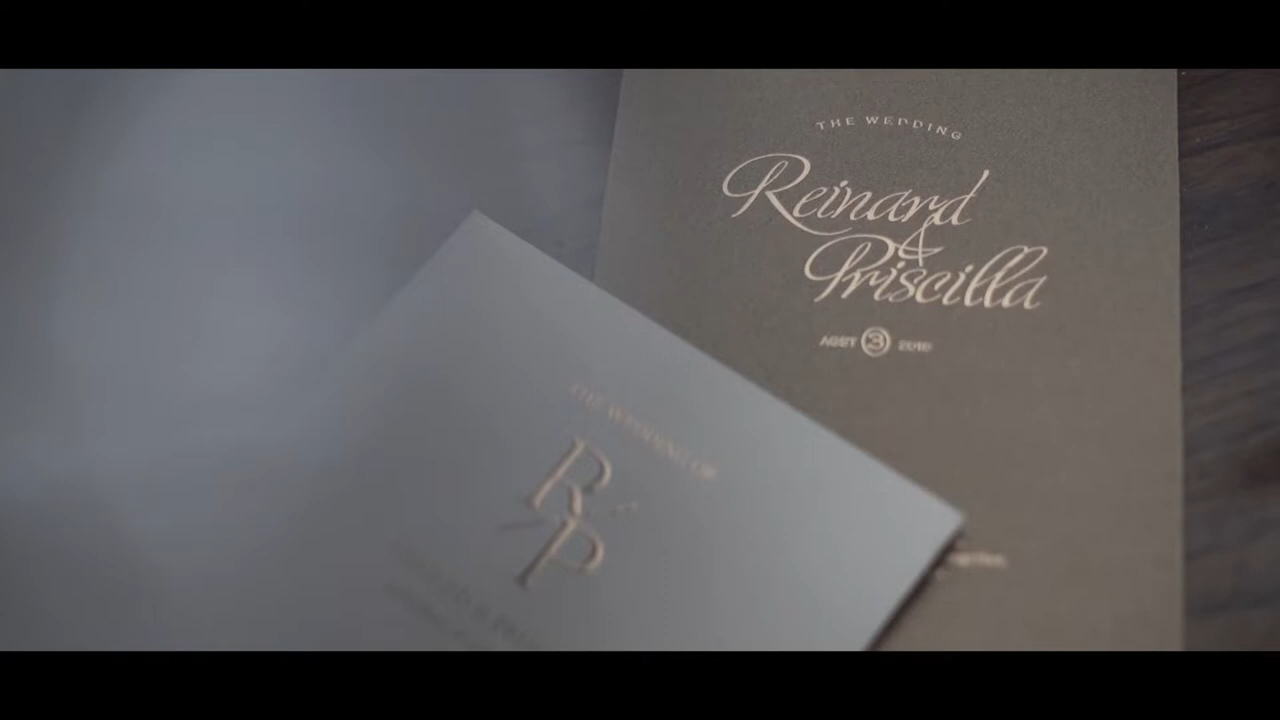 THE WEDDING
Reinard
&
Priscilla
AGST 3 2019
THE WEDDING OF
R
P